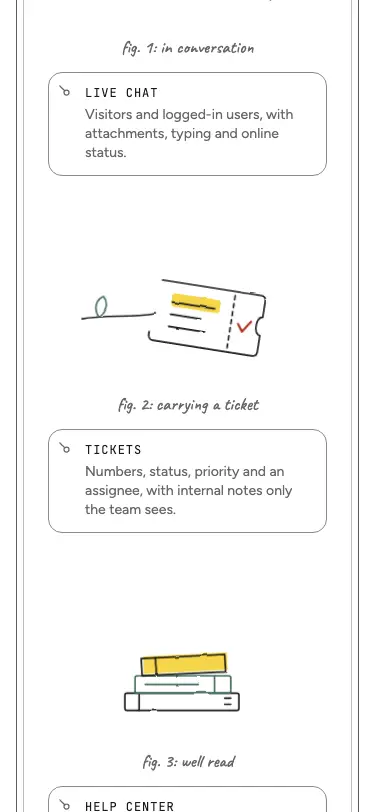 fig. 1: in conversation
LIVE CHAT
Visitors and logged-in users, with
attachments, typing and online
status.
fig. 2: carrying a ticket
TICKETS
Numbers, status, priority and an
assignee, with internal notes only
the team sees.
fig. 3: well read
HELP CENTER